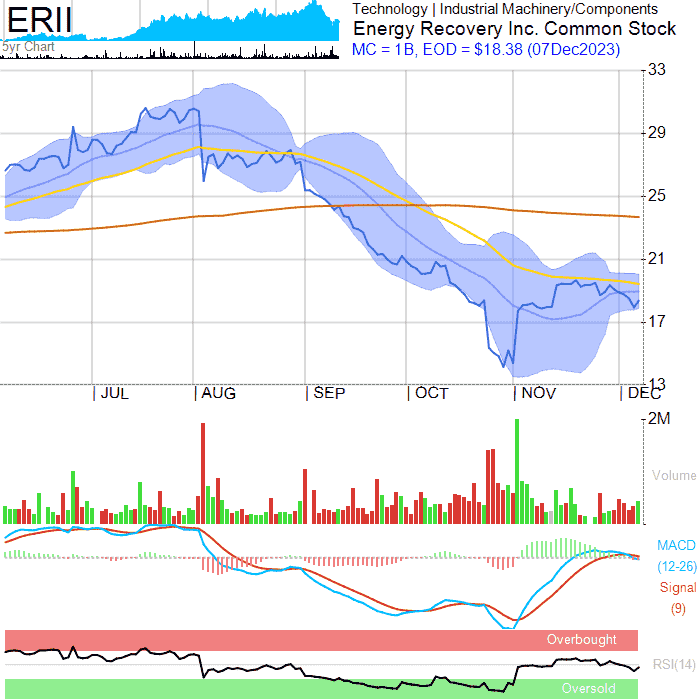 ERII
5yr Chart
Technology | Industrial Machinery/Components
Energy Recovery Inc. Common Stock
MC = 1B, EOD = $18.38 (07Dec2023)
33
29
25
21
17
13
JUL AUG SEP OCT NOV DEC
2M
Volume
MACD
(12-26)
Signal
(9)
Overbought
RSI(14)
Oversold